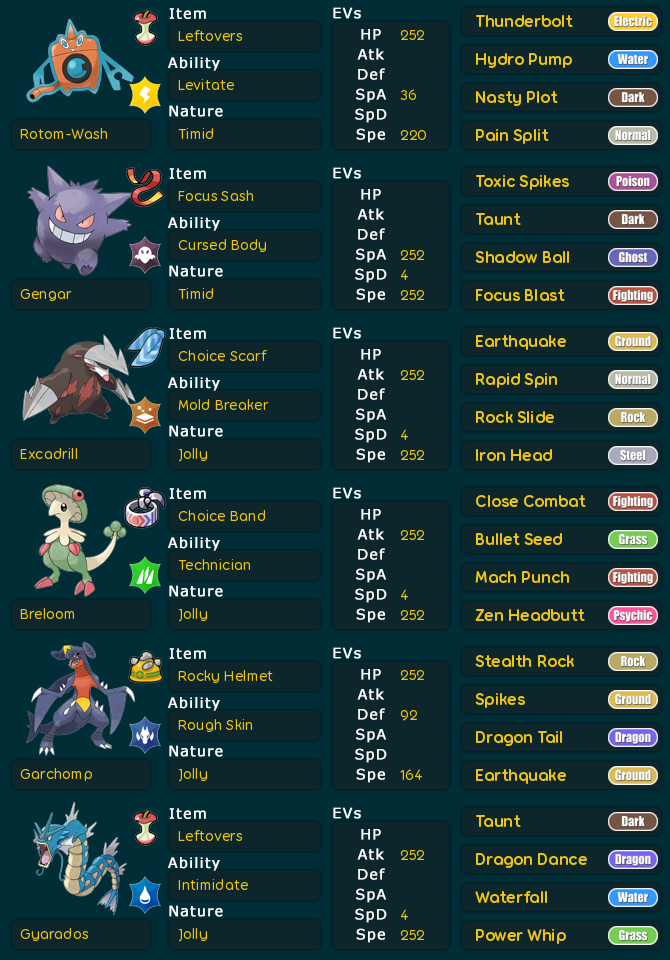 Item
Leftovers
Ability
Levitate
Nature
Rotom-Wash
Timid
EVs
HP 252
Atk
Def
SpA 36
SpD
Spe 220
Thunderbolt Electric
Hydro Pump Water
Nasty Plot Dark
Pain Split Normal
Item
Focus Sash
Ability
Cursed Body
Nature
Gengar
Timid
EVs
HP
Atk
Def
SpA 252
SpD 4
Spe 252
Toxic Spikes Poison
Taunt Dark
Shadow Ball Ghost
Focus Blast Fighting
Item
Choice Scarf
Ability
Mold Breaker
Nature
Excadrill
Jolly
EVs
HP
Atk 252
Def
SpA
SpD 4
Spe 252
Earthquake Ground
Rapid Spin Normal
Rock Slide Rock
Iron Head Steel
Item
Choice Band
Ability
Technician
Nature
Breloom
Jolly
EVs
HP
Atk 252
Def
SpA
SpD 4
Spe 252
Close Combat Fighting
Bullet Seed Grass
Mach Punch Fighting
Zen Headbutt Psychic
Item
Rocky Helmet
Ability
Rough Skin
Nature
Garchomp
Jolly
EVs
HP 252
Atk
Def 92
SpA
SpD
Spe 164
Stealth Rock Rock
Spikes Ground
Dragon Tail Dragon
Earthquake Ground
Item
Leftovers
Ability
Intimidate
Nature
Gyarados
Jolly
EVs
HP
Atk 252
Def
SpA
SpD 4
Spe 252
Taunt Dark
Dragon Dance Dragon
Waterfall Water
Power Whip Grass